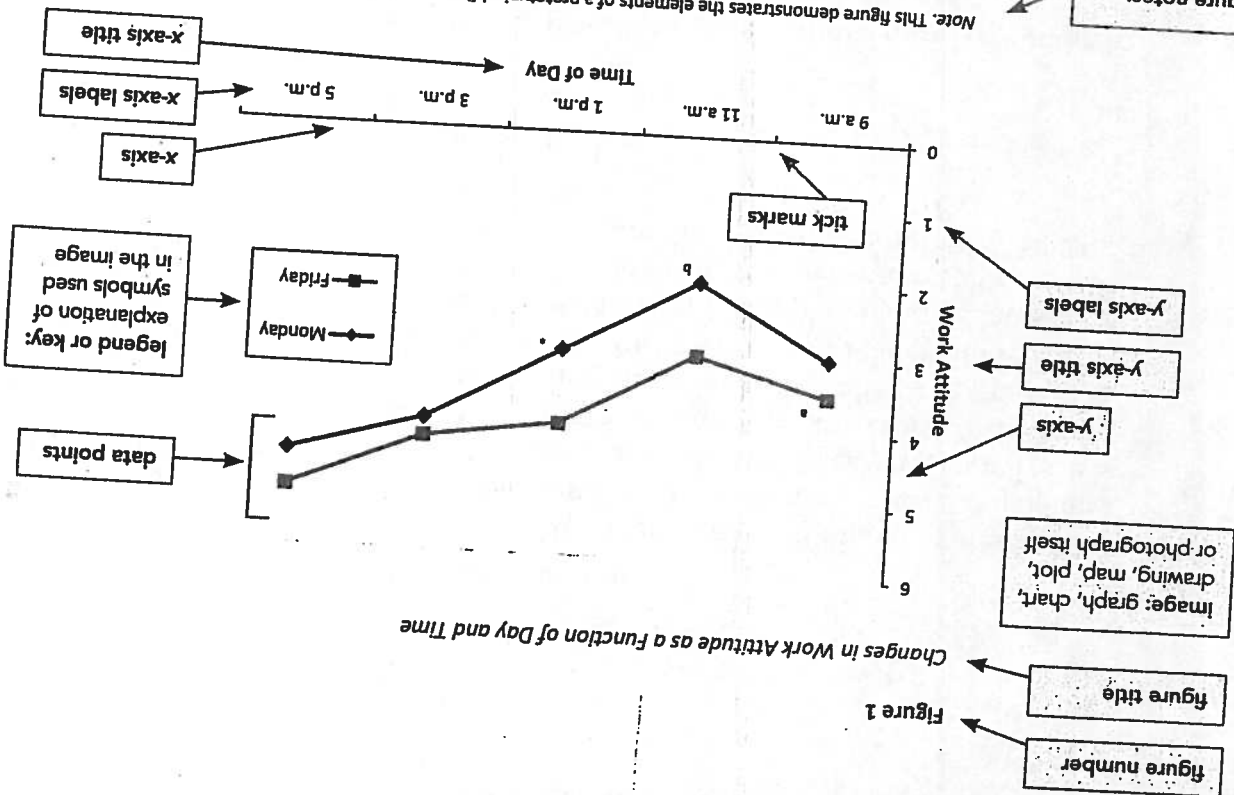 figure number
Figure 1
figure title
Changes in Work Attitude as a Function of Day and Time
image: graph, chart,
drawing, map, plot,
or photograph itself
6
5
4
3
2
1
0
y-axis
y-axis title
y-axis labels
Work Attitude
a
b
data points
legend or key:
explanation of
symbols used
in the image
Monday
Friday
tick marks
x-axis
9 a.m.
11 a.m.
1 p.m.
3 p.m.
5 p.m.
x-axis labels
Time of Day
x-axis title
Note. This figure demonstrates the elements of a